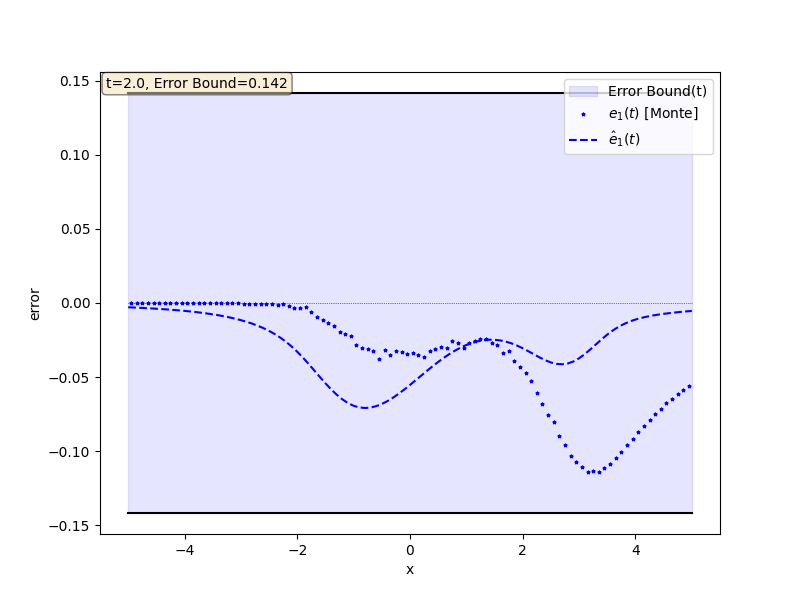 t=2.0, Error Bound=0.142
Error Bound(t)
e₁(t) [Monte]
ê₁(t)
0.15
0.10
0.05
0.00
−0.05
−0.10
−0.15
error
−4
−2
0
2
4
x